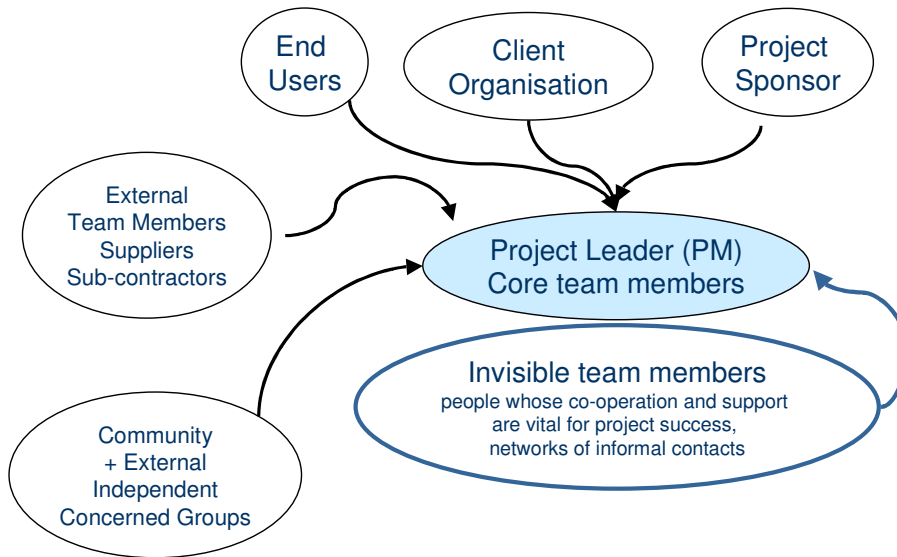 End
Users
Client
Organisation
Project
Sponsor
External
Team Members
Suppliers
Sub-contractors
Project Leader (PM)
Core team members
Invisible team members
people whose co-operation and support
are vital for project success,
networks of informal contacts
Community
+ External
Independent
Concerned Groups